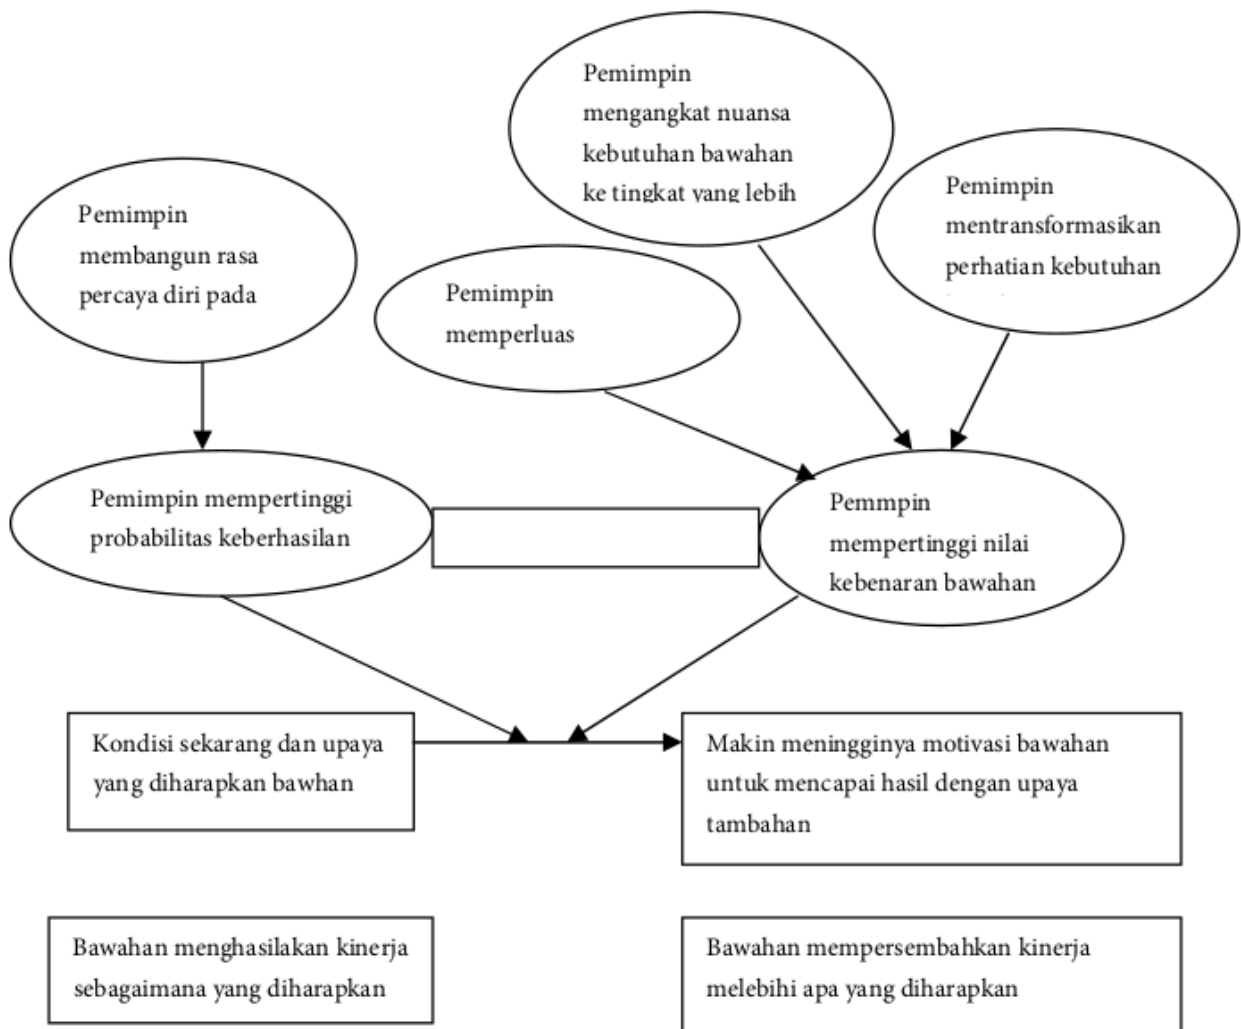 Pemimpin
mengangkat nuansa
kebutuhan bawahan
ke tingkat yang lebih
Pemimpin
mentransformasikan
perhatian kebutuhan
Pemimpin
membangun rasa
percaya diri pada
Pemimpin
memperluas
Pemimpin mempertinggi
probabilitas keberhasilan
Pemmpin
mempertinggi nilai
kebenaran bawahan
Kondisi sekarang dan upaya
yang diharapkan bawhan
Makin meningginya motivasi bawahan
untuk mencapai hasil dengan upaya
tambahan
Bawahan menghasilakan kinerja
sebagaimana yang diharapkan
Bawahan mempersembahkan kinerja
melebihi apa yang diharapkan